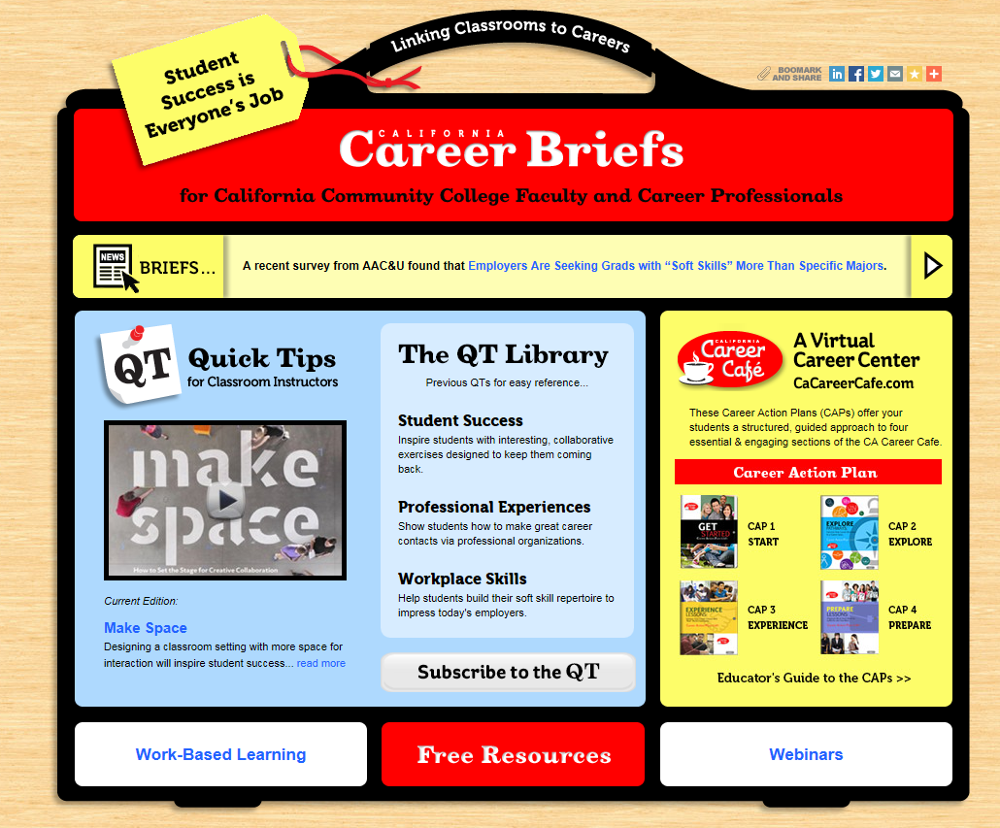 Linking Classrooms to Careers
Student
Success is
Everyone's Job
BOOMARK
AND SHARE
CALIFORNIA
Career Briefs
for California Community College Faculty and Career Professionals
NEWS
BRIEFS...
A recent survey from AAC&U found that Employers Are Seeking Grads with “Soft Skills” More Than Specific Majors.
QT
Quick Tips
for Classroom Instructors
make
space
How to Set the Stage for Creative Collaboration
Current Edition:
Make Space
Designing a classroom setting with more space for
interaction will inspire student success... read more
The QT Library
Previous QTs for easy reference...
Student Success
Inspire students with interesting, collaborative
exercises designed to keep them coming
back.
Professional Experiences
Show students how to make great career
contacts via professional organizations.
Workplace Skills
Help students build their soft skill repertoire to
impress today's employers.
Subscribe to the QT
CALIFORNIA
Career
Café
A Virtual
Career Center
CaCareerCafe.com
These Career Action Plans (CAPs) offer your
students a structured, guided approach to four
essential & engaging sections of the CA Career Cafe.
Career Action Plan
GET
STARTED
CAP 1
START
EXPLORE
CAP 2
EXPLORE
EXPERIENCE
LESSONS
CAP 3
EXPERIENCE
PREPARE
LESSONS
CAP 4
PREPARE
Educator's Guide to the CAPs >>
Work-Based Learning
Free Resources
Webinars